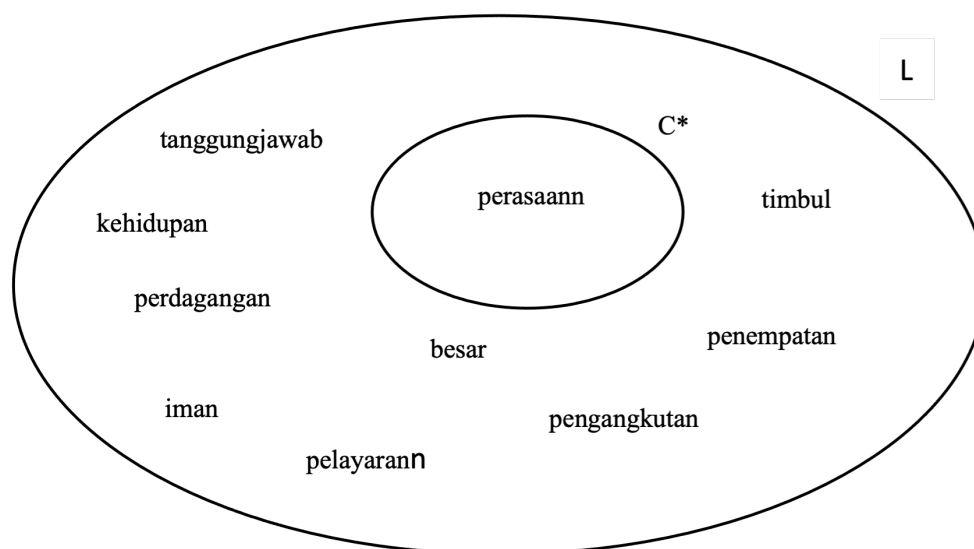 L
C*
tanggungjawab
perasaann
timbul
kehidupan
perdagangan
besar
penempatan
iman
pengangkutan
pelayarann